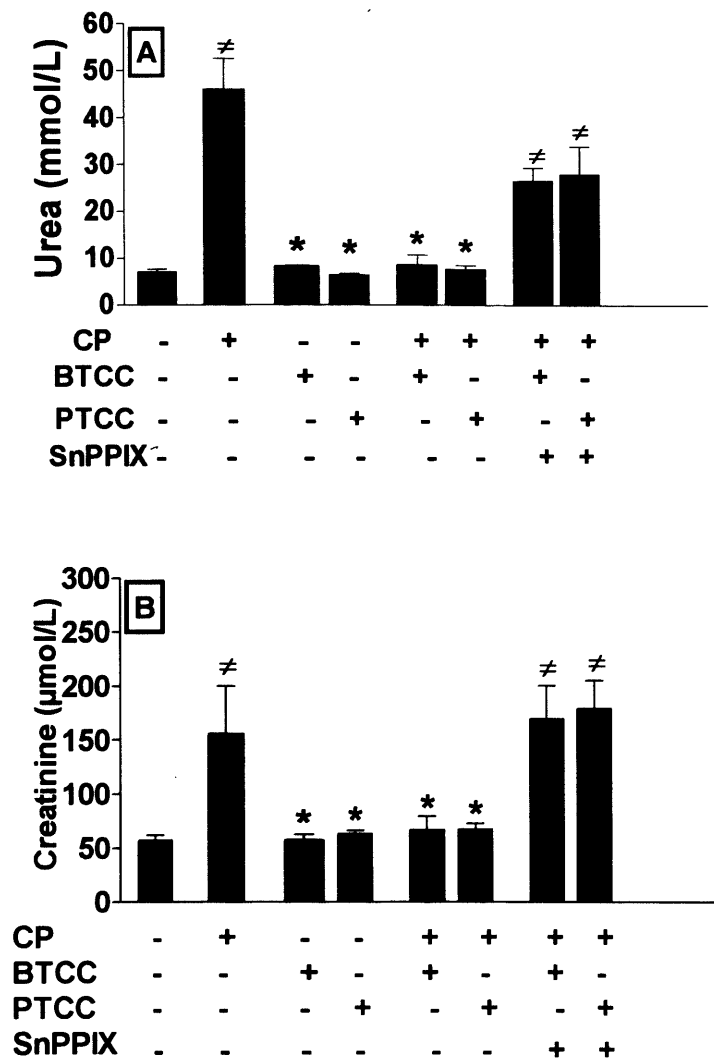 A
Urea (mmol/L)
60
50
40
30
20
10
0
≠
*
*
*
*
≠
≠
CP - + - - + + + +
BTCC - - + - + - + -
PTCC - - - + - + - +
SnPPIX - - - - - - + +
B
Creatinine (µmol/L)
300
250
200
150
100
50
0
≠
*
*
*
*
≠
≠
CP - + - - + + + +
BTCC - - + - + - + -
PTCC - - - + - + - +
SnPPIX - - - - - - + +